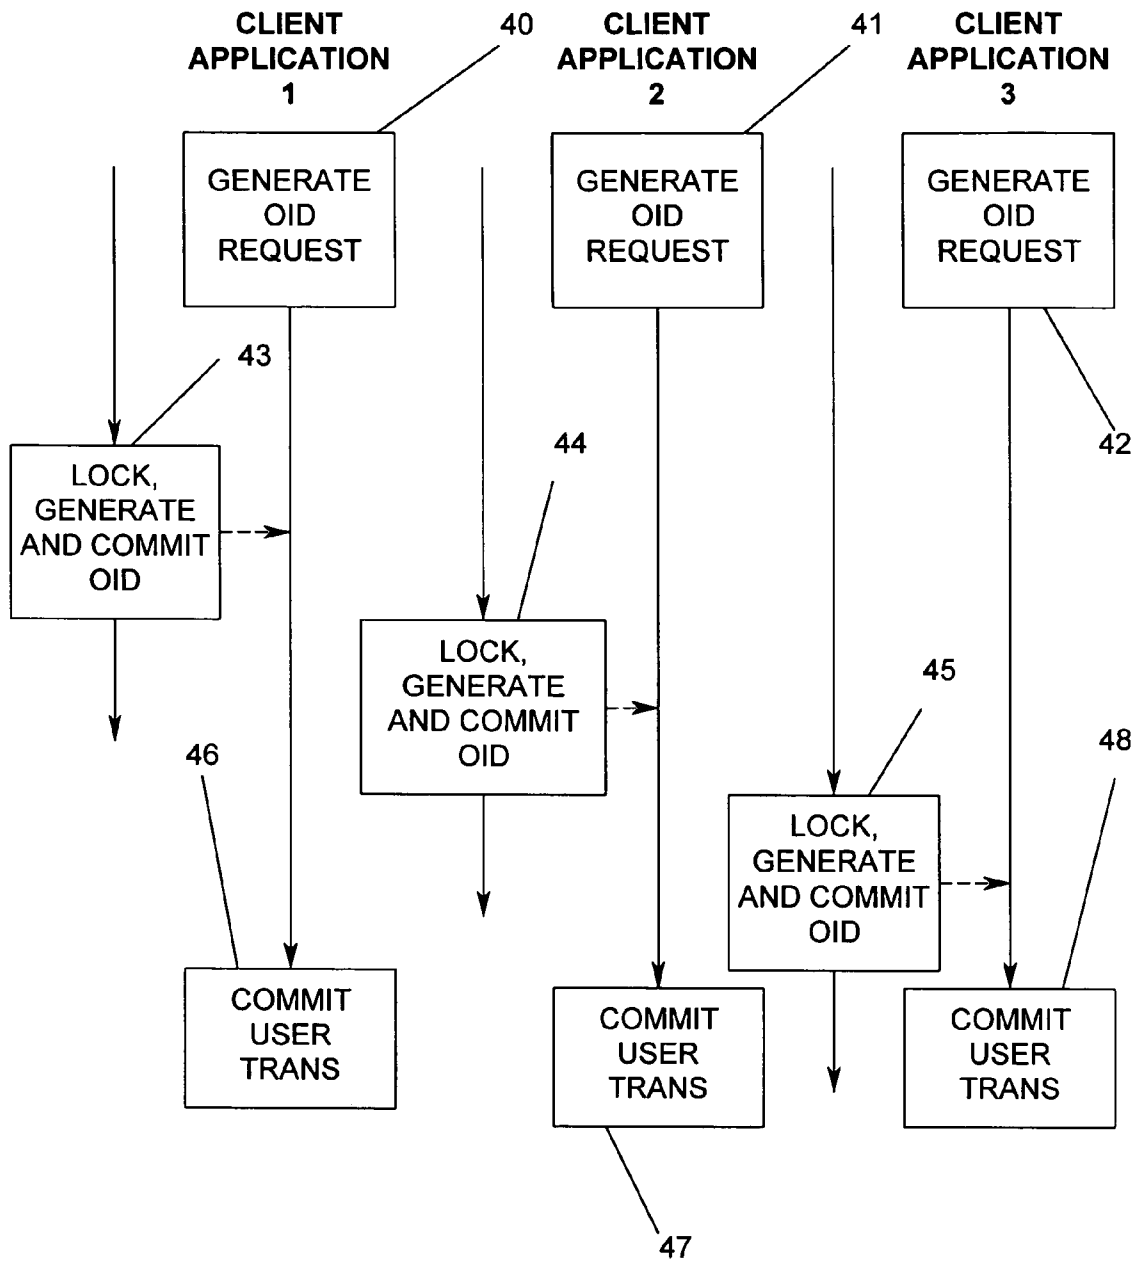 CLIENT
APPLICATION
1
40
CLIENT
APPLICATION
2
41
CLIENT
APPLICATION
3
GENERATE
OID
REQUEST
GENERATE
OID
REQUEST
GENERATE
OID
REQUEST
42
43
LOCK,
GENERATE
AND COMMIT
OID
44
LOCK,
GENERATE
AND COMMIT
OID
45
LOCK,
GENERATE
AND COMMIT
OID
46
COMMIT
USER
TRANS
COMMIT
USER
TRANS
47
48
COMMIT
USER
TRANS